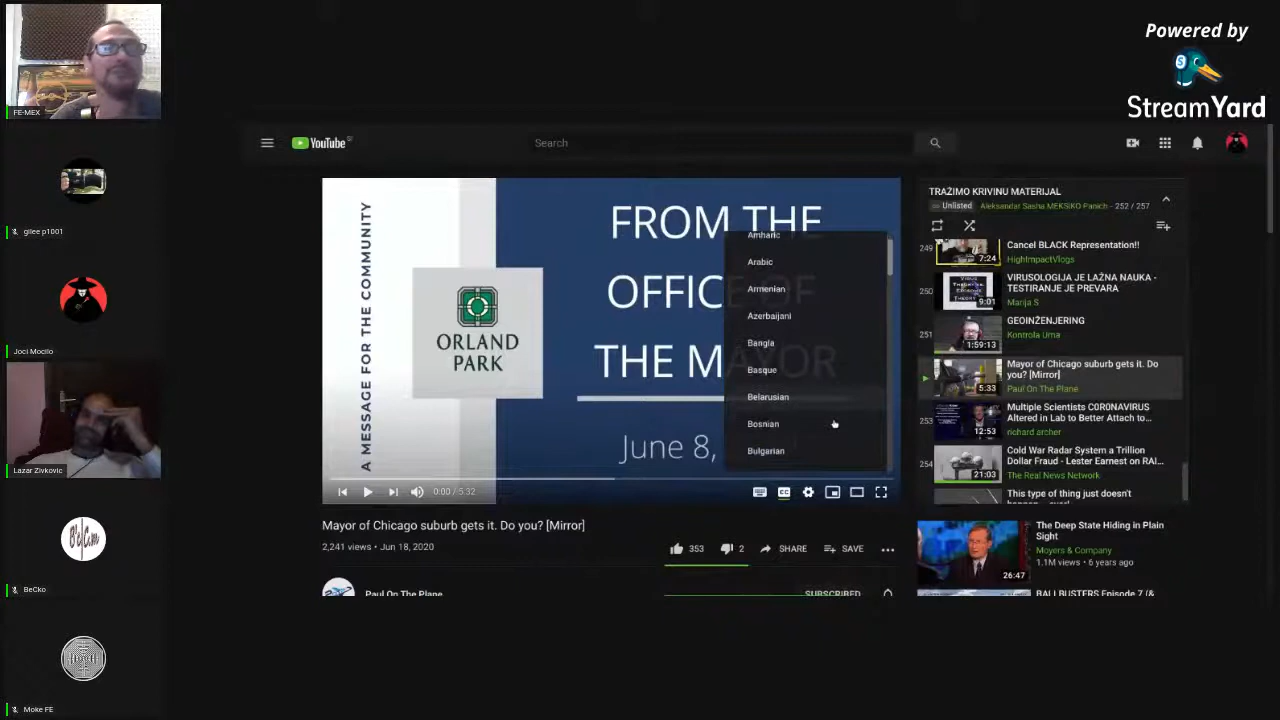 Powered by
StreamYard
FE-MEX
gilee p1001
Joci Mocilo
Lazar Zivkovic
BeCko
Moke FE
YouTube
Search
A MESSAGE FOR THE COMMUNITY
ORLAND
PARK
FROM THE
OFFICE OF
THE MAYOR
June 8,
Amharic
Arabic
Armenian
Azerbaijani
Bangla
Basque
Belarusian
Bosnian
Bulgarian
0:00 / 5:32
Mayor of Chicago suburb gets it. Do you? [Mirror]
2,241 views • Jun 18, 2020
353
2
SHARE
SAVE
Paul On The Plane
SUBSCRIBED
TRAŽIMO KRIVINU MATERIJAL
Unlisted
Aleksandar Sasha MEKSIKO Panich - 252 / 257
249
7:24
Cancel BLACK Representation!!
HighImpactVlogs
250
9:01
VIRUSOLOGIJA JE LAŽNA NAUKA -
TESTIRANJE JE PREVARA
Marija S
251
1:59:13
GEOINŽENJERING
Kontrola Uma
5:33
Mayor of Chicago suburb gets it. Do
you? [Mirror]
Paul On The Plane
253
12:53
Multiple Scientists C0R0NAVIRUS
Altered in Lab to Better Attach to...
richard archer
254
21:03
Cold War Radar System a Trillion
Dollar Fraud - Lester Earnest on RAI...
The Real News Network
This type of thing just doesn't
26:47
The Deep State Hiding in Plain
Sight
Moyers & Company
1.1M views • 6 years ago
BALLBUSTERS Episode 7 (&